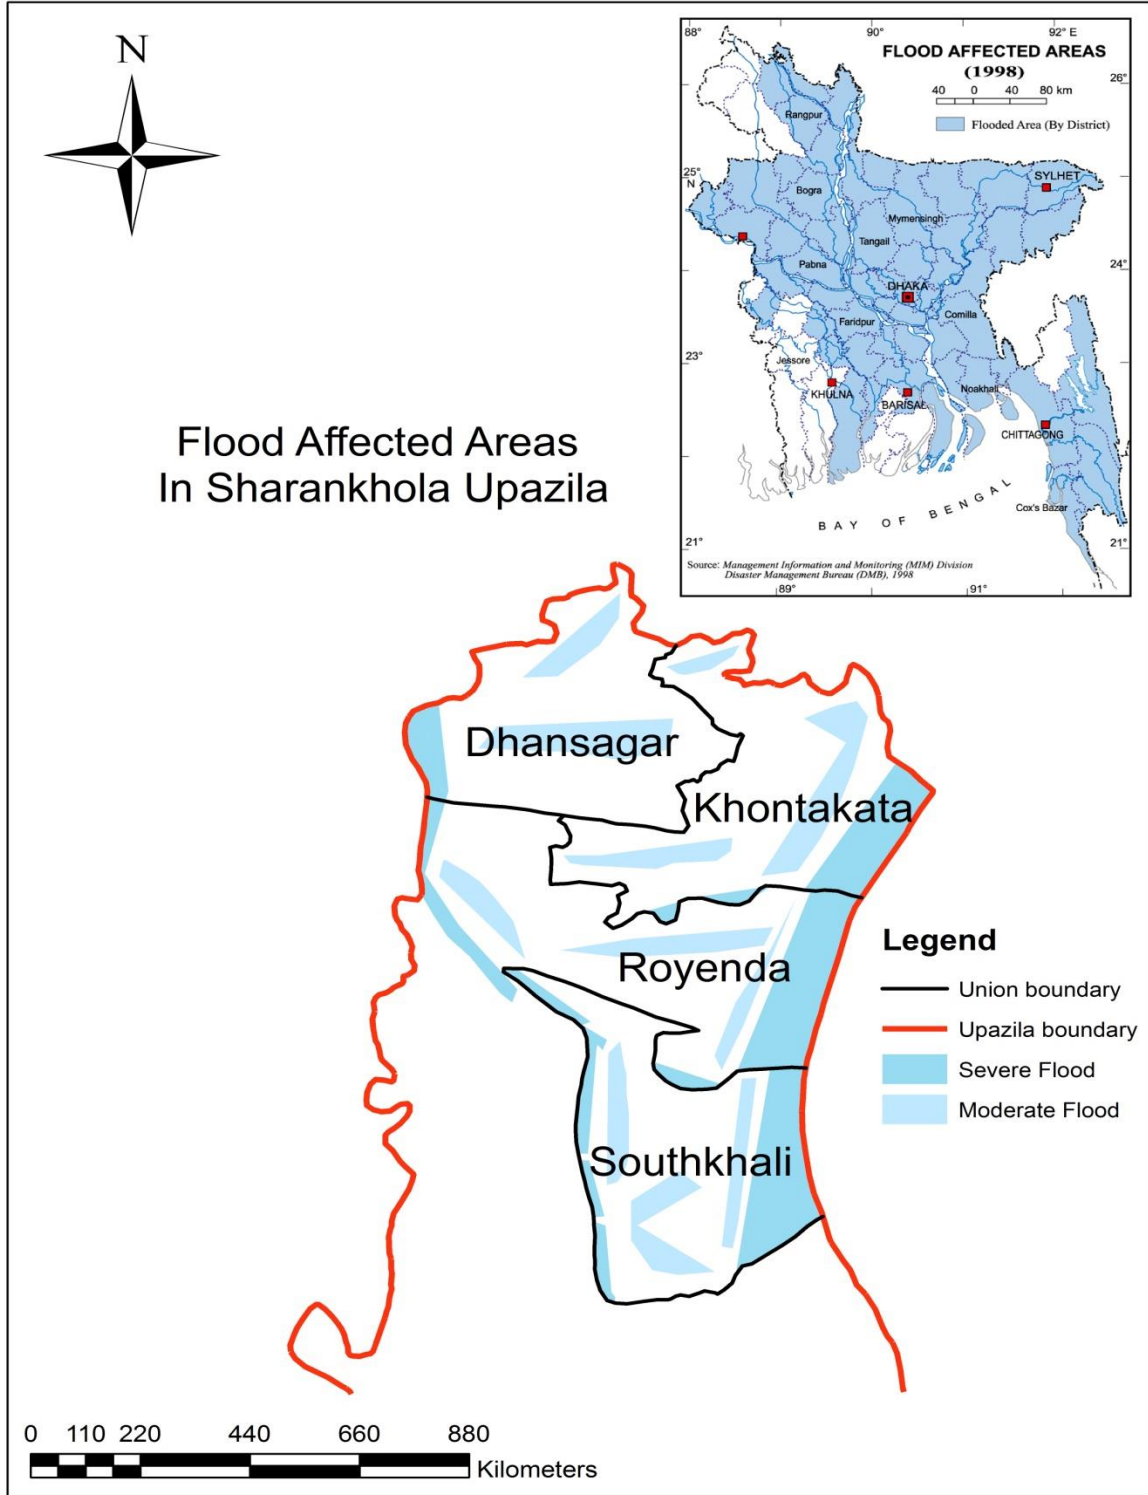 N
Flood Affected Areas
In Sharankhola Upazila
88°
90°
92° E
FLOOD AFFECTED AREAS
(1998)
40 0 40 80 km
Flooded Area (By District)
26°
25°
N
24°
23°
23°
22°
21°
21°
89°
91°
Rangpur
SYLHET
Bogra
Mymensingh
Tangail
Pabna
DHAKA
Comilla
Faridpur
Jessore
KHULNA
BARISAL
Noakhali
CHITTAGONG
Cox's Bazar
BAY OF BENGAL
Source: Management Information and Monitoring (MIM) Division
Disaster Management Bureau (DMB), 1998
Dhansagar
Khontakata
Royenda
Southkhali
Legend
Union boundary
Upazila boundary
Severe Flood
Moderate Flood
0 110 220 440 660 880
Kilometers